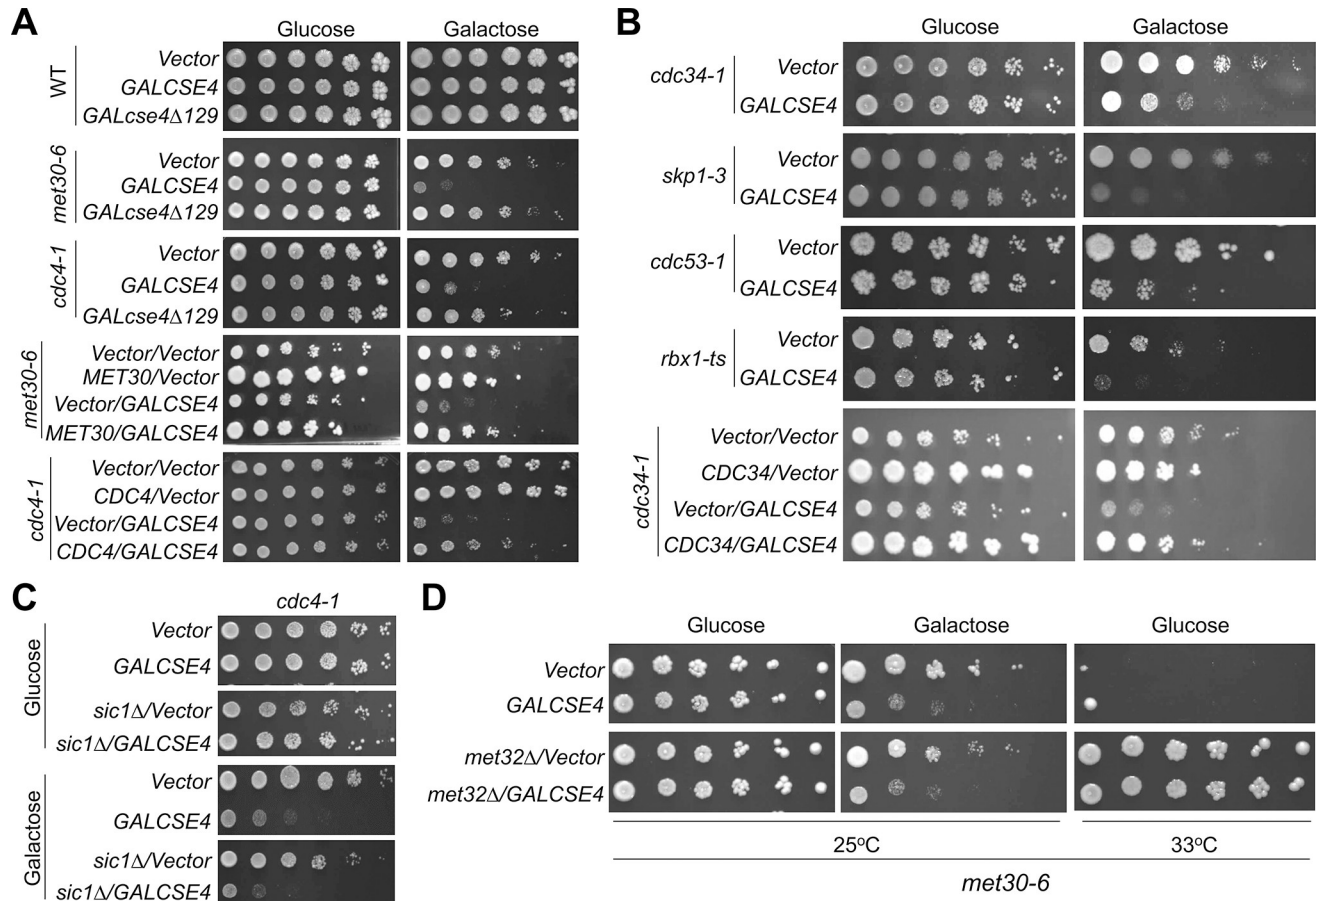 A
Glucose
Galactose
WT
Vector
GALCSE4
GALcse4Δ129
met30-6
Vector
GALCSE4
GALcse4Δ129
cdc4-1
Vector
GALCSE4
GALcse4Δ129
met30-6
Vector/Vector
MET30/Vector
Vector/GALCSE4
MET30/GALCSE4
cdc4-1
Vector/Vector
CDC4/Vector
Vector/GALCSE4
CDC4/GALCSE4
B
Glucose
Galactose
cdc34-1
Vector
GALCSE4
skp1-3
Vector
GALCSE4
cdc53-1
Vector
GALCSE4
rbx1-ts
Vector
GALCSE4
cdc34-1
Vector/Vector
CDC34/Vector
Vector/GALCSE4
CDC34/GALCSE4
C
cdc4-1
Glucose
Vector
GALCSE4
sic1Δ/Vector
sic1Δ/GALCSE4
Galactose
Vector
GALCSE4
sic1Δ/Vector
sic1Δ/GALCSE4
D
Glucose
Galactose
Glucose
Vector
GALCSE4
met32Δ/Vector
met32Δ/GALCSE4
25ºC
33ºC
met30-6